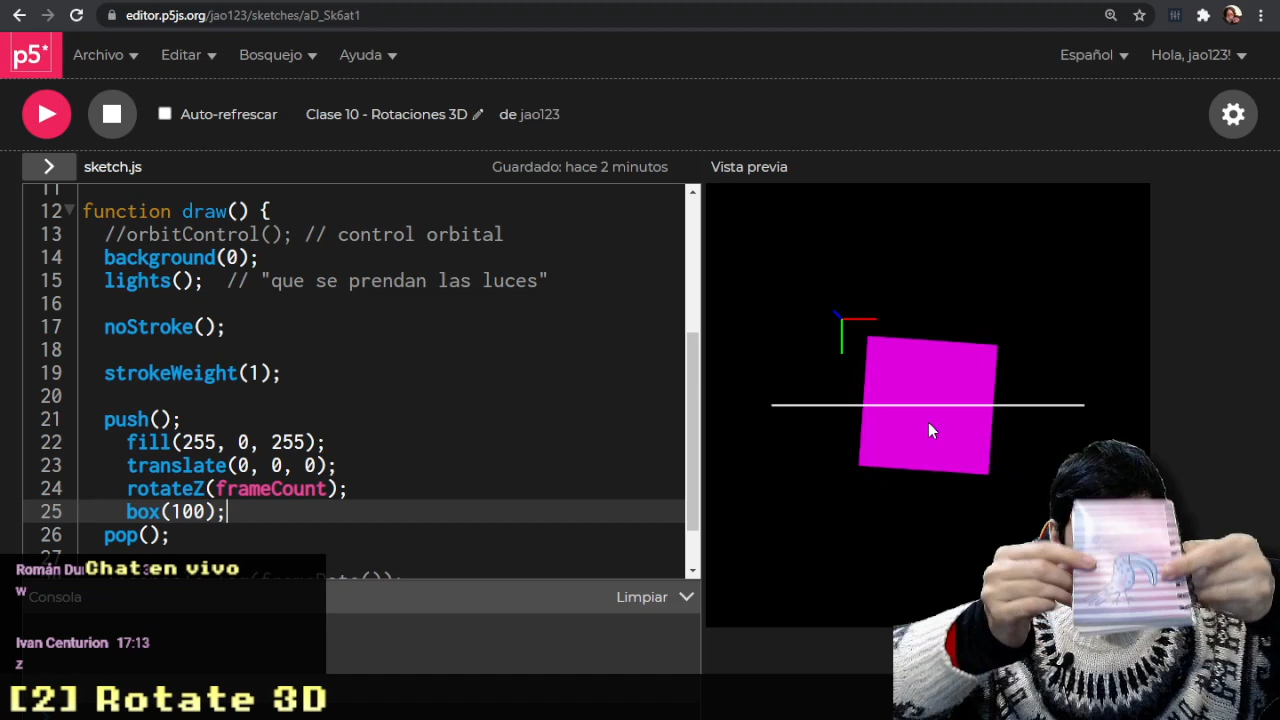 editor.p5js.org/jao123/sketches/aD_Sk6at1
p5* Archivo Editar Bosquejo Ayuda Español Hola, jao123!
Auto-refrescar Clase 10 - Rotaciones 3D de jao123
sketch.js Guardado: hace 2 minutos Vista previa
11
12 function draw() {
13 //orbitControl(); // control orbital
14 background(0);
15 lights(); // "que se prendan las luces"
16
17 noStroke();
18
19 strokeWeight(1);
20
21 push();
22 fill(255, 0, 255);
23 translate(0, 0, 0);
24 rotateZ(frameCount);
25 box(100);
26 pop();
27
Román Chat en vivo
w
Consola Limpiar
Ivan Centurion 17:13
z
[2] Rotate 3D